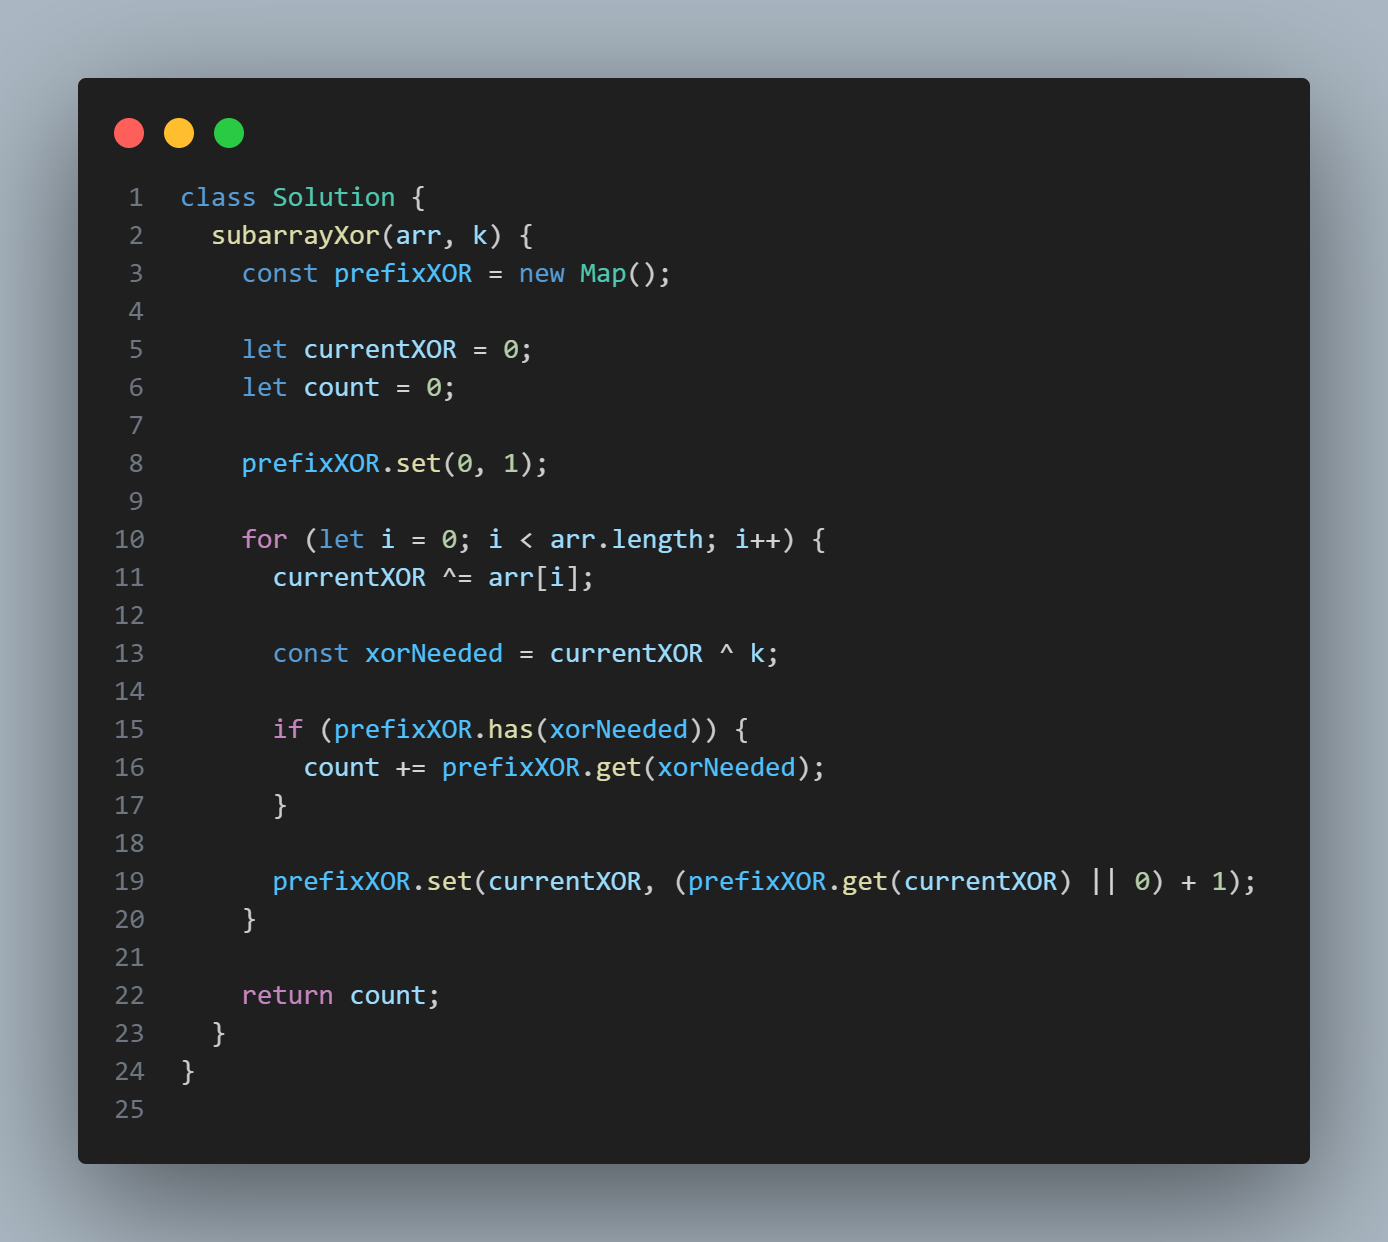 1 class Solution {
2   subarrayXor(arr, k) {
3     const prefixXOR = new Map();
4
5     let currentXOR = 0;
6     let count = 0;
7
8     prefixXOR.set(0, 1);
9
10     for (let i = 0; i < arr.length; i++) {
11       currentXOR ^= arr[i];
12
13       const xorNeeded = currentXOR ^ k;
14
15       if (prefixXOR.has(xorNeeded)) {
16         count += prefixXOR.get(xorNeeded);
17       }
18
19       prefixXOR.set(currentXOR, (prefixXOR.get(currentXOR) || 0) + 1);
20     }
21
22     return count;
23   }
24 }
25